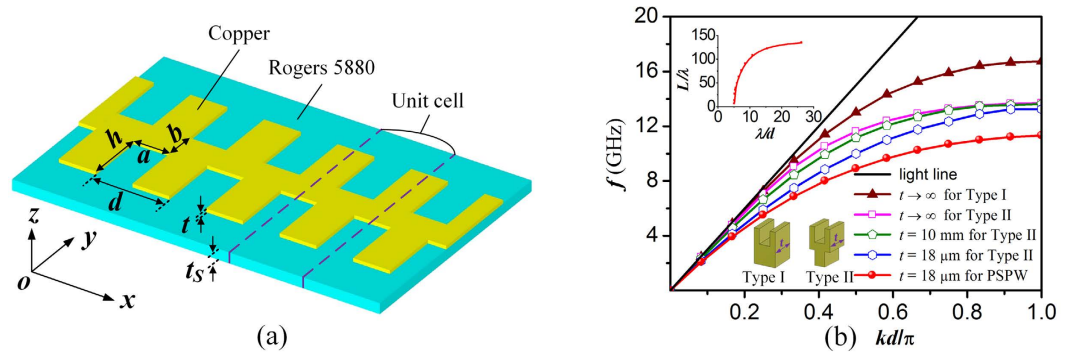 (a)
Copper
Rogers 5880
Unit cell
h
a
b
d
t
t_S
z
y
o
x
(a)
(b)
f (GHz)
16
12
8
4
0.2
0.4
0.6
0.8
1.0
kd/π
L/λ
150
100
50
0
0
10
20
30
λ/d
light line
t → ∞ for Type I
t → ∞ for Type II
t = 10 mm for Type II
t = 18 μm for Type II
t = 18 μm for PSPW
t
t
Type I
Type II
(b)